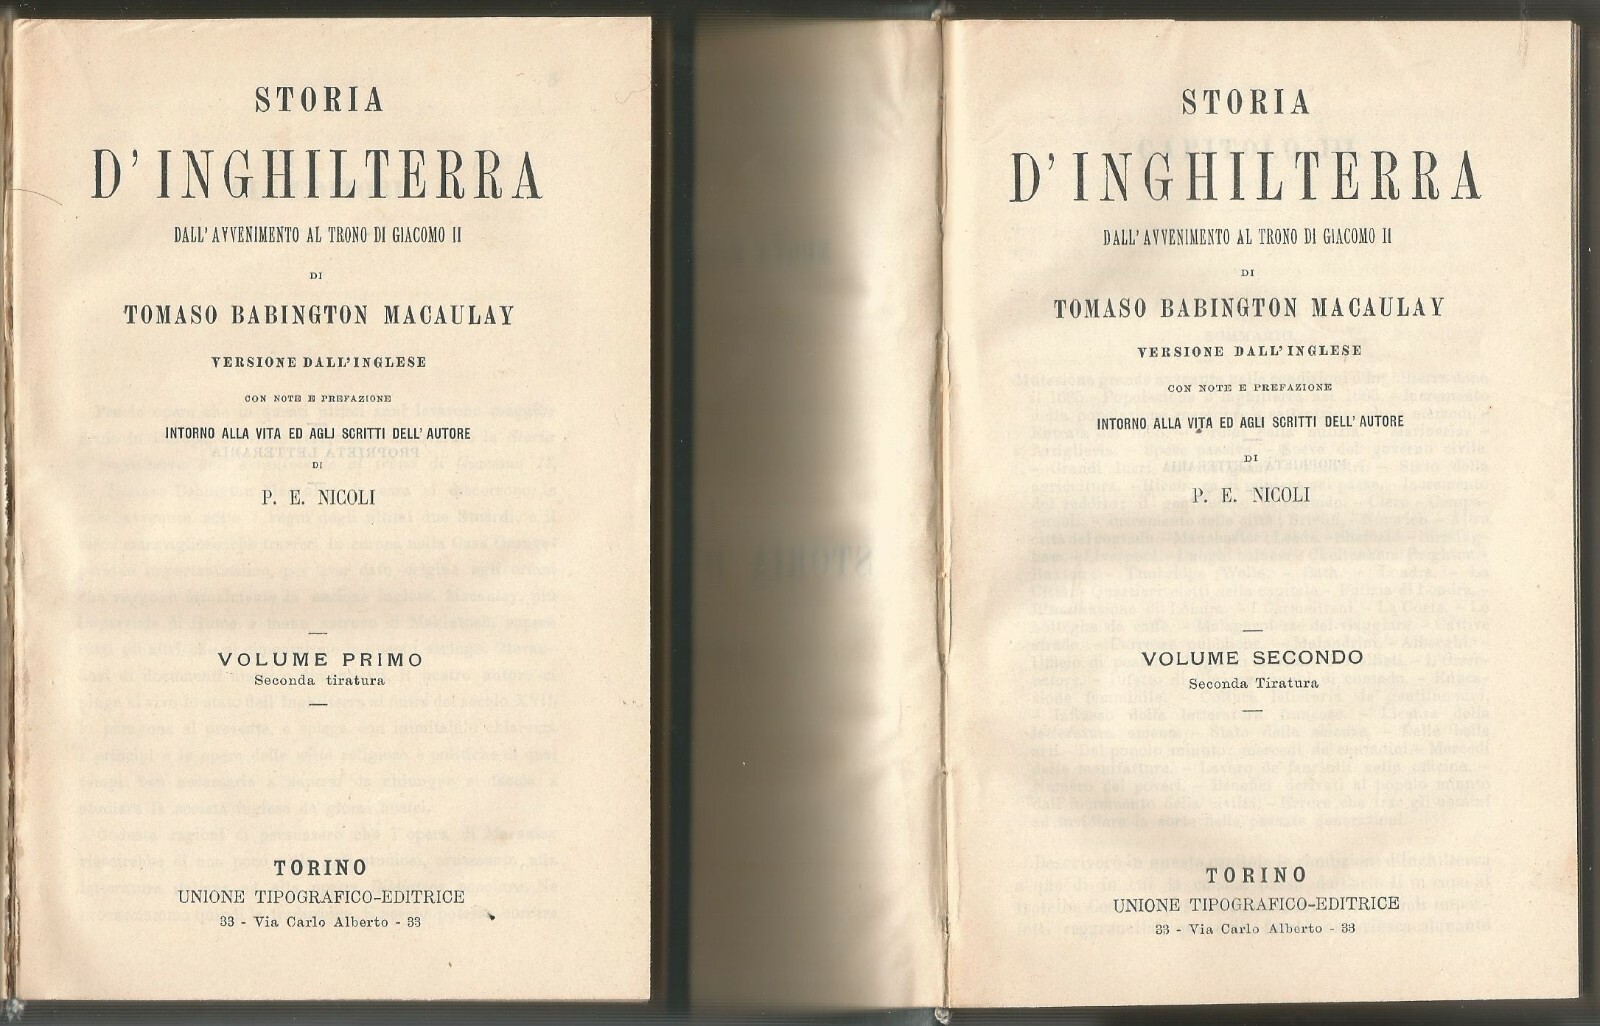 STORIA
D'INGHILTERRA
DALL'AVVENIMENTO AL TRONO DI GIACOMO II
DI
TOMASO BABINGTON MACAULAY
VERSIONE DALL'INGLESE
CON NOTE E PREFAZIONE
INTORNO ALLA VITA ED AGLI SCRITTI DELL'AUTORE
DI
P. E. NICOLI
VOLUME PRIMO
Seconda tiratura
TORINO
UNIONE TIPOGRAFICO-EDITRICE
33 - Via Carlo Alberto - 33
STORIA
D'INGHILTERRA
DALL'AVVENIMENTO AL TRONO DI GIACOMO II
DI
TOMASO BABINGTON MACAULAY
VERSIONE DALL'INGLESE
CON NOTE E PREFAZIONE
INTORNO ALLA VITA ED AGLI SCRITTI DELL'AUTORE
DI
P. E. NICOLI
VOLUME SECONDO
Seconda Tiratura
TORINO
UNIONE TIPOGRAFICO-EDITRICE
33 - Via Carlo Alberto - 33